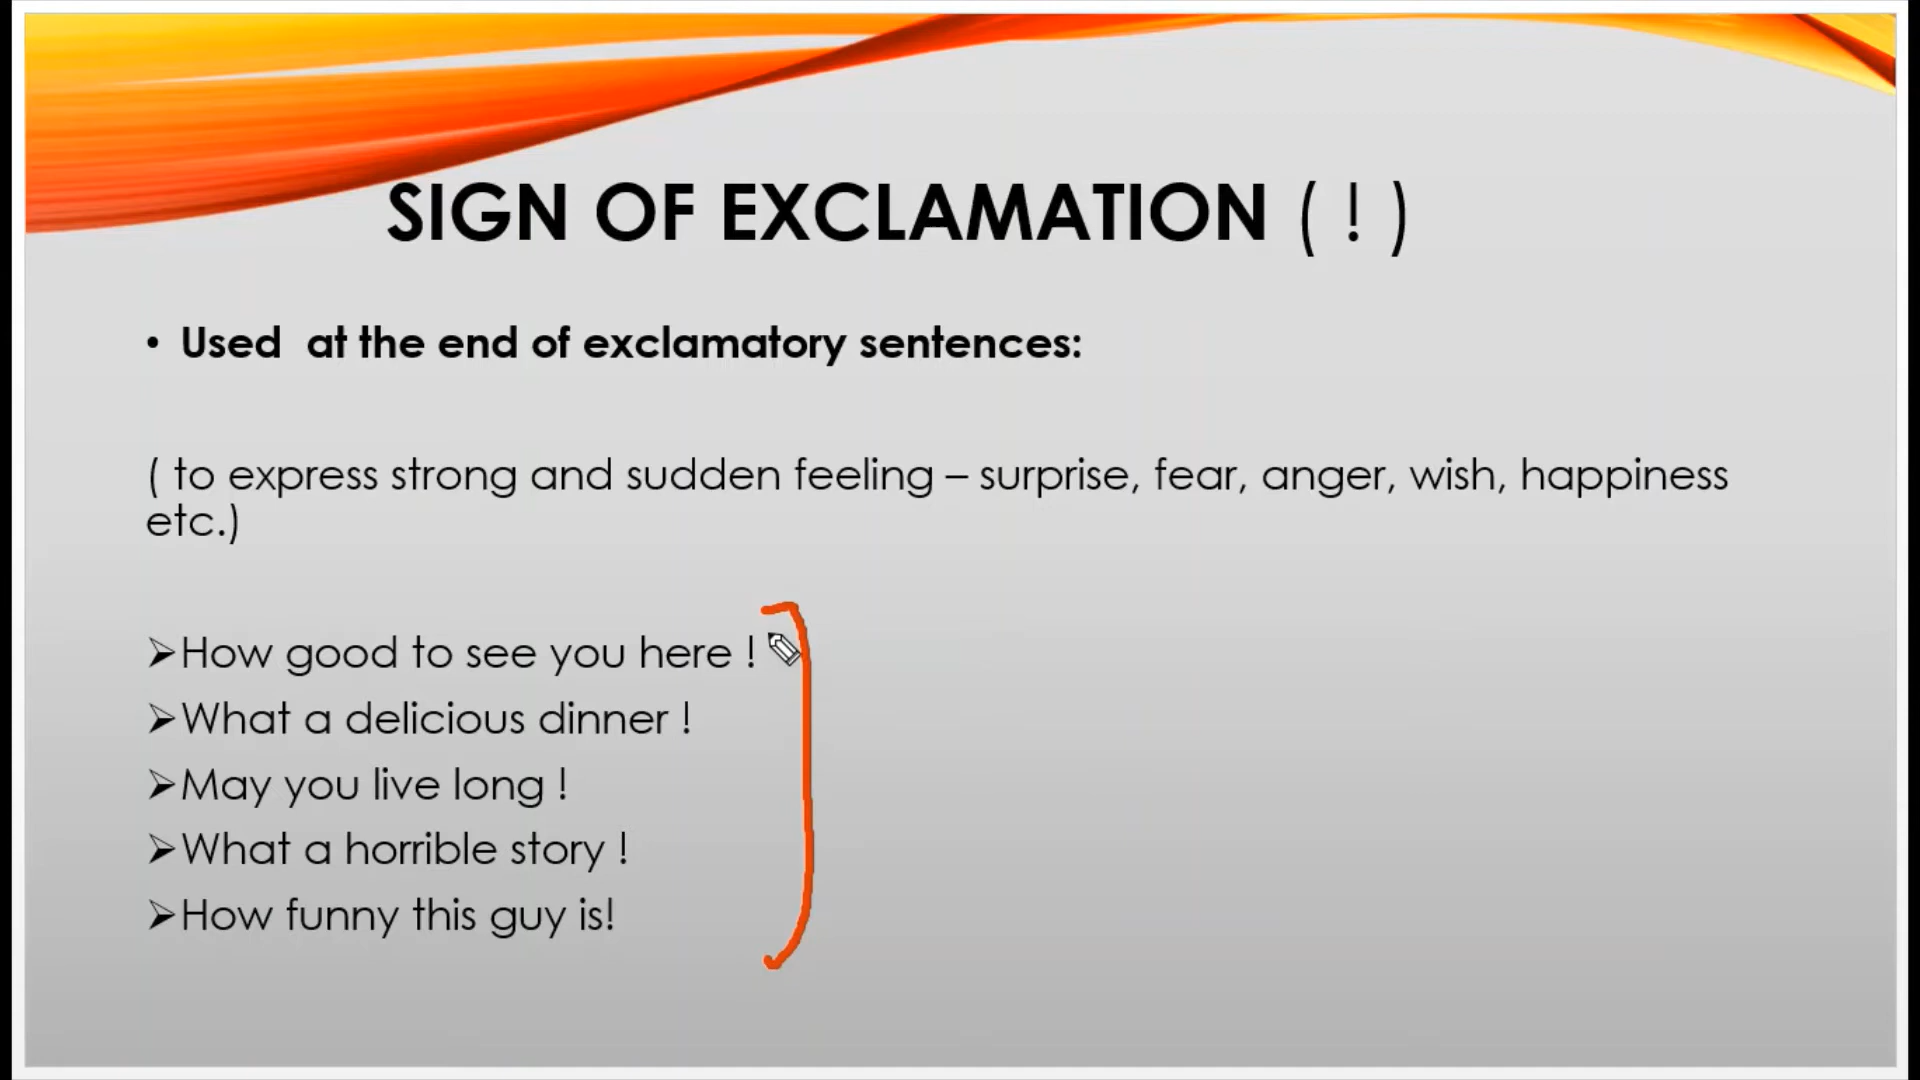 SIGN OF EXCLAMATION ( ! )
• Used  at the end of exclamatory sentences:
( to express strong and sudden feeling – surprise, fear, anger, wish, happiness
etc.)
➢How good to see you here !
➢What a delicious dinner !
➢May you live long !
➢What a horrible story !
➢How funny this guy is!